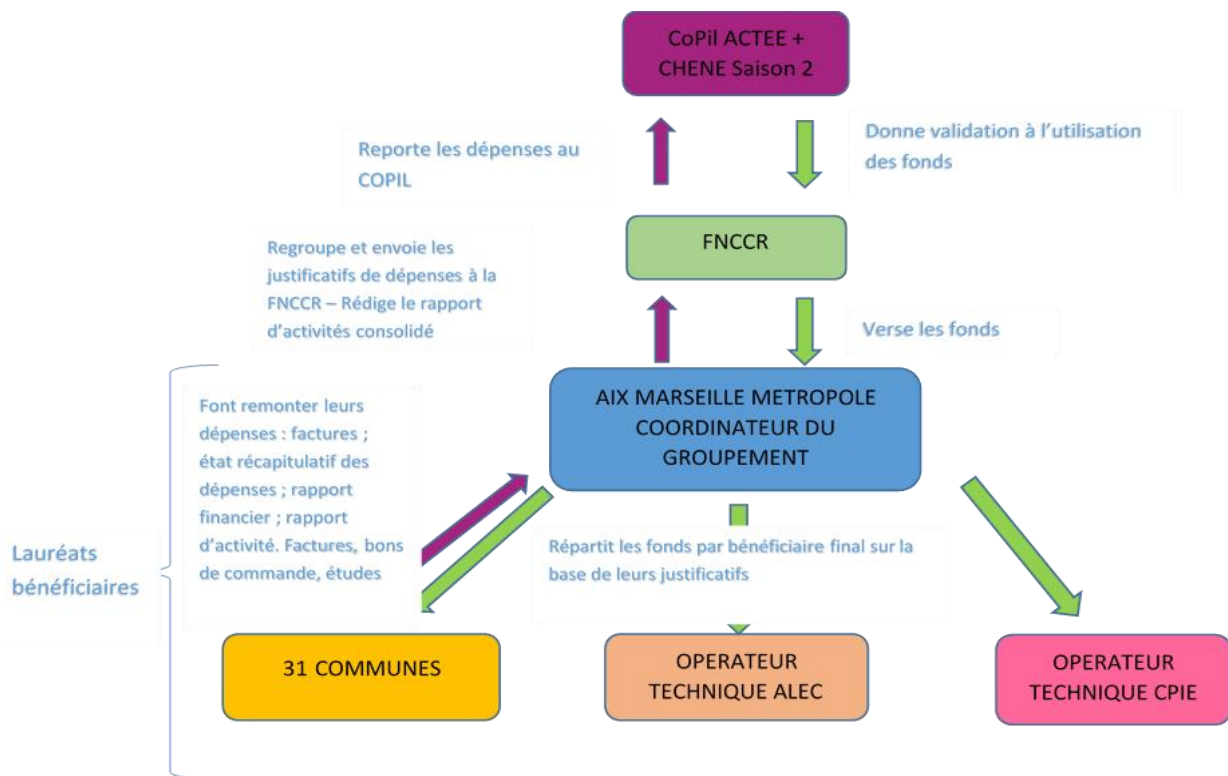 CoPil ACTEE +
CHENE Saison 2
Reporte les dépenses au
COPIL
Donne validation à l'utilisation
des fonds
FNCCR
Regroupe et envoie les
justificatifs de dépenses à la
FNCCR – Rédige le rapport
d'activités consolidé
Verse les fonds
AIX MARSEILLE METROPOLE
COORDINATEUR DU
GROUPEMENT
Font remonter leurs
dépenses : factures ;
état récapitulatif des
dépenses ; rapport
financier ; rapport
d'activité. Factures, bons
de commande, études
Lauréats
bénéficiaires
Répartit les fonds par bénéficiaire final sur la
base de leurs justificatifs
31 COMMUNES
OPERATEUR
TECHNIQUE ALEC
OPERATEUR
TECHNIQUE CPIE